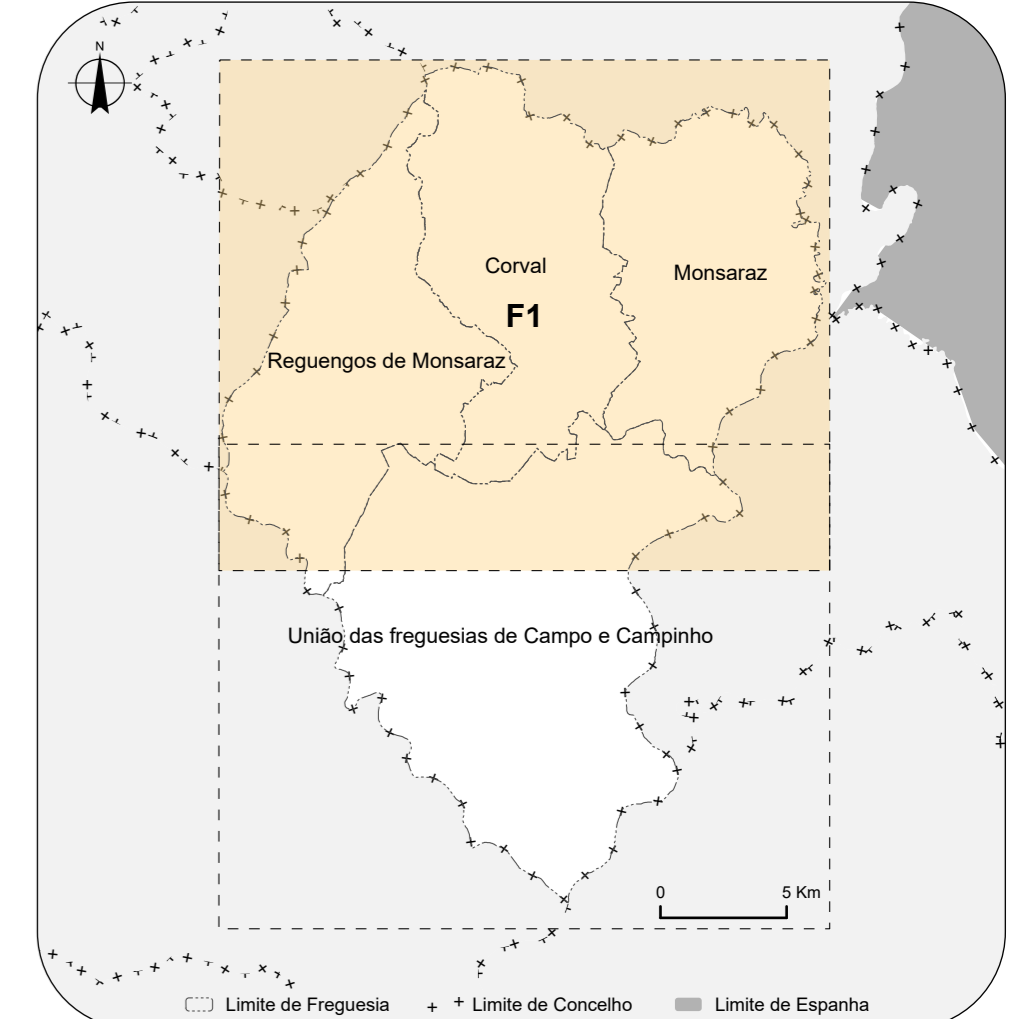 N
Corval
Monsaraz
F1
Reguengos de Monsaraz
União das freguesias de Campo e Campinho
0 5 Km
Limite de Freguesia
Limite de Concelho
Limite de Espanha